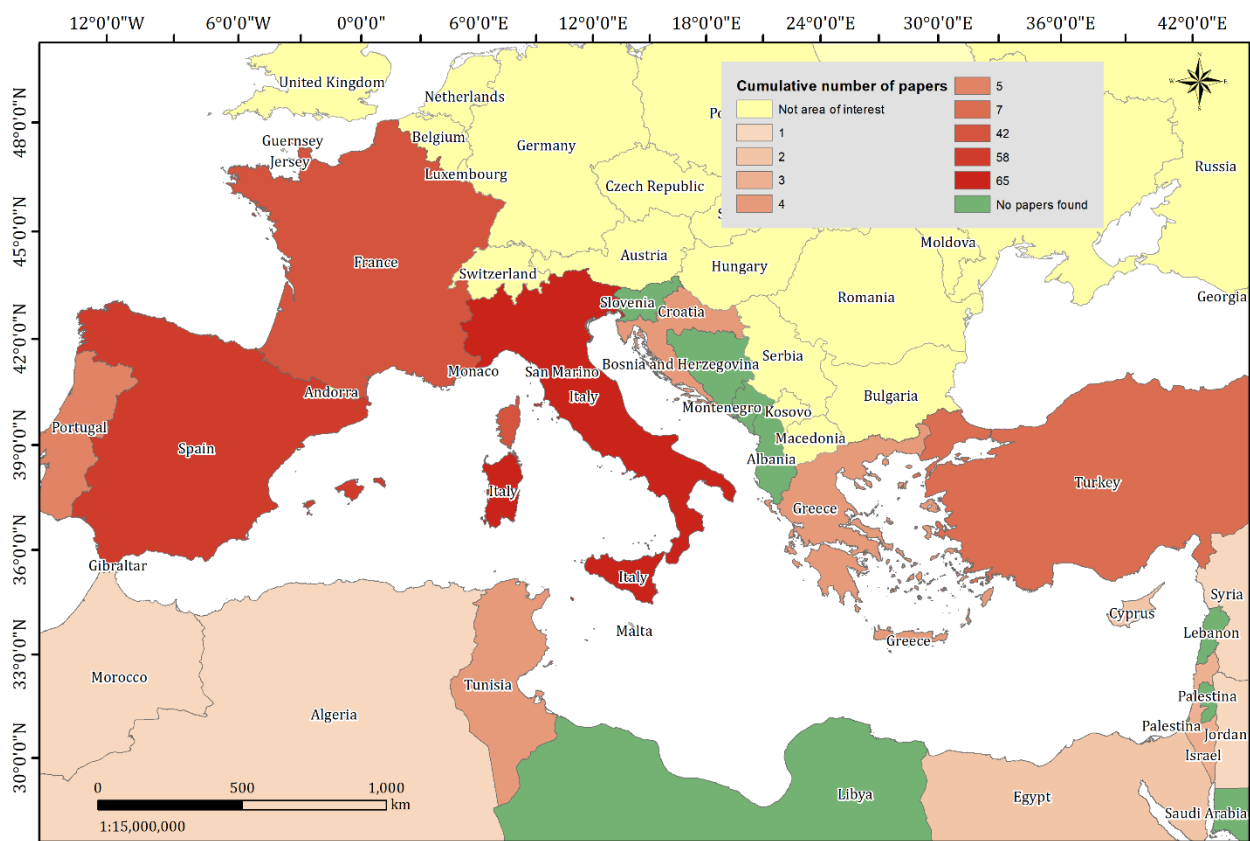 12°0'0"W 6°0'0"W 0°0'0"E 6°0'0"E 12°0'0"E 18°0'0"E 24°0'0"E 30°0'0"E 36°0'0"E 42°0'0"E
48°0'0"N
45°0'0"N
42°0'0"N
39°0'0"N
36°0'0"N
33°0'0"N
30°0'0"N
Cumulative number of papers
Not area of interest
1
2
3
4
5
7
42
58
65
No papers found
N
E
S
W
United Kingdom
Netherlands
Guernsey
Jersey
Belgium
Germany
Luxembourg
Czech Republic
Russia
Moldova
Austria
Switzerland
Hungary
France
Romania
Georgia
Slovenia
Croatia
Bosnia and Herzegovina
Serbia
Monaco
San Marino
Italy
Andorra
Montenegro
Kosovo
Bulgaria
Macedonia
Albania
Portugal
Spain
Italy
Greece
Turkey
Gibraltar
Italy
Syria
Cyprus
Malta
Greece
Lebanon
Morocco
Tunisia
Palestina
Algeria
Palestina
Jordan
Israel
Libya
Egypt
Saudi Arabia
0 500 1,000
km
1:15,000,000